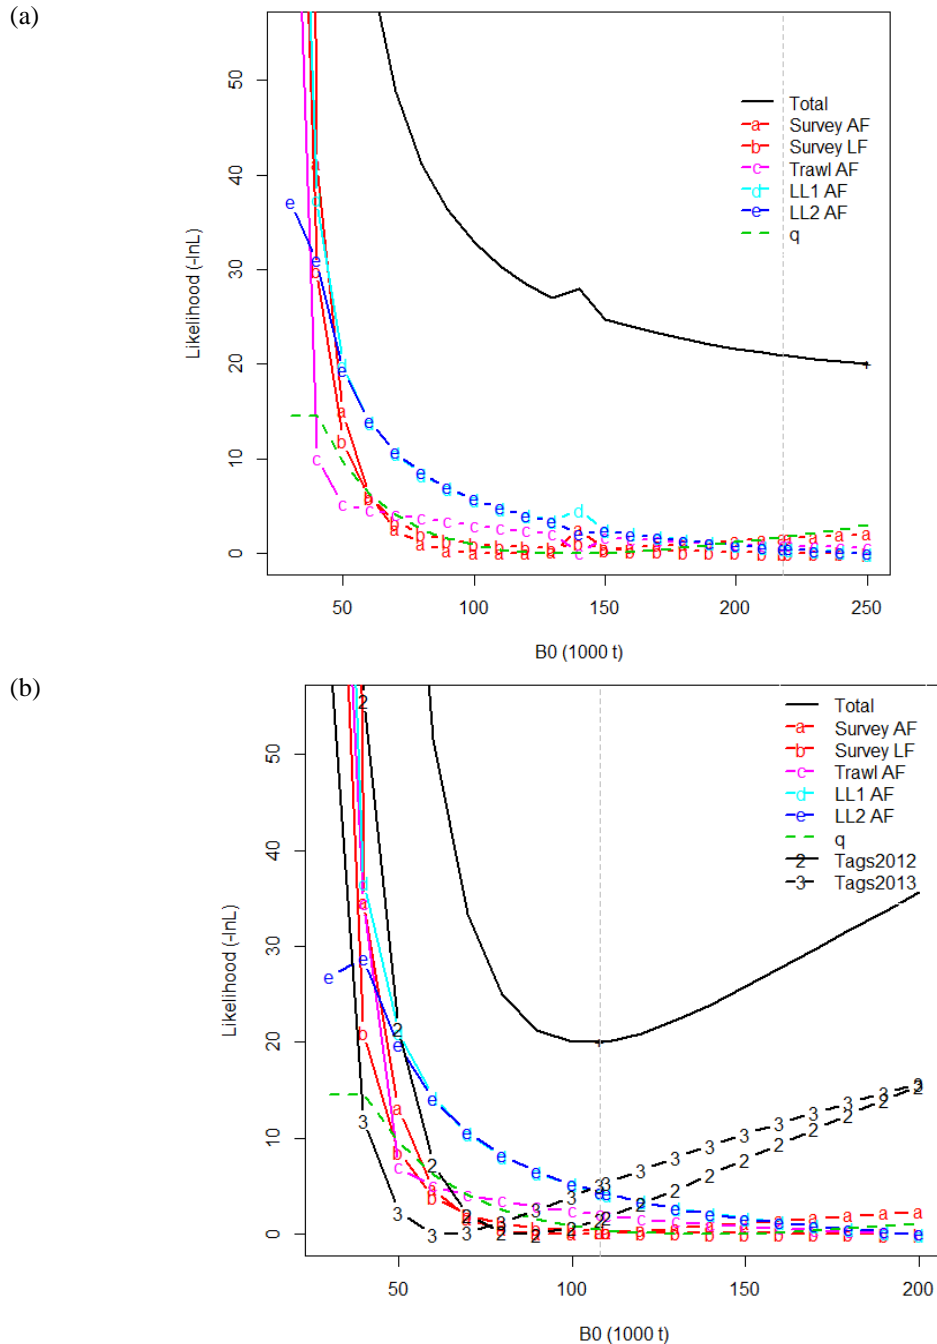 (a)
50
40
30
20
10
0
Likelihood (-lnL)
Total
a Survey AF
b Survey LF
c Trawl AF
d LL1 AF
e LL2 AF
q
50 100 150 200 250
B0 (1000 t)
(b)
50
40
30
20
10
0
Likelihood (-lnL)
Total
a Survey AF
b Survey LF
c Trawl AF
d LL1 AF
e LL2 AF
q
2 Tags2012
3 Tags2013
50 100 150 200
B0 (1000 t)